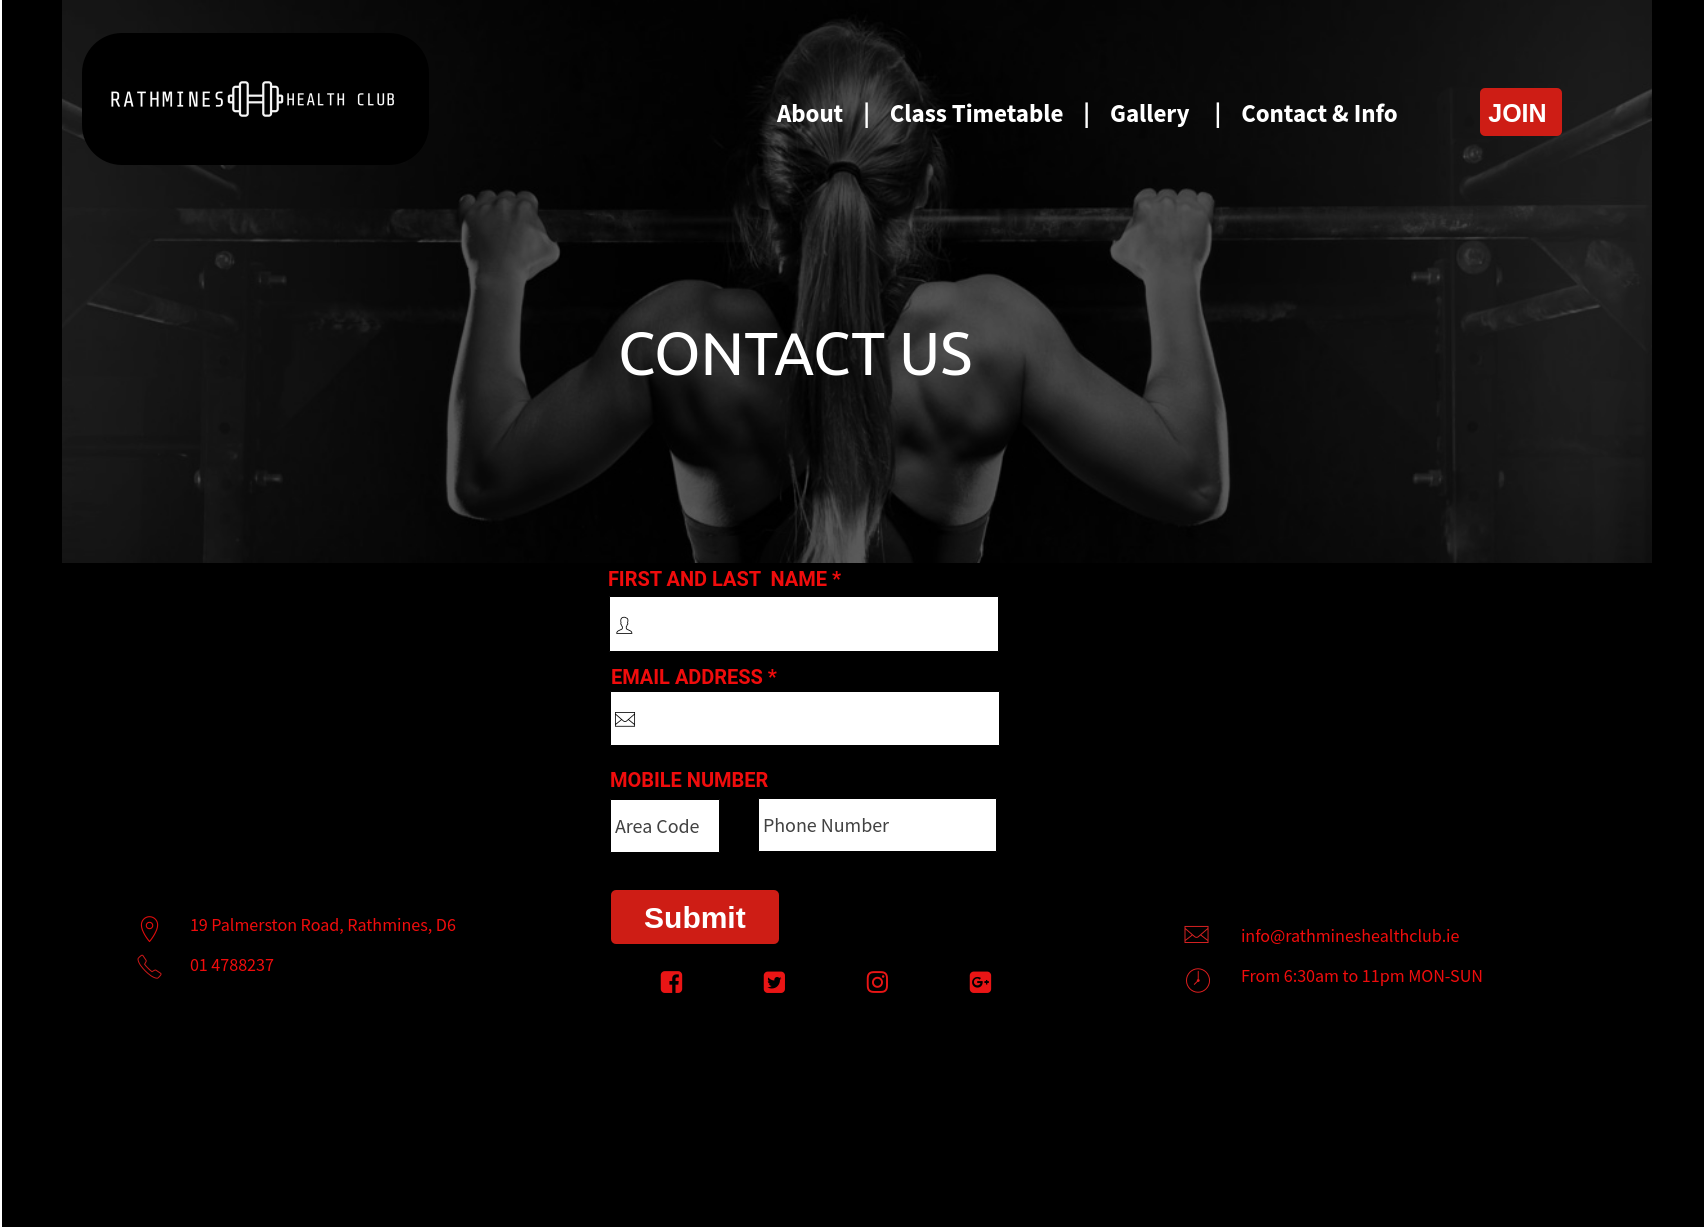 RATHMINES HEALTH CLUB
About | Class Timetable | Gallery | Contact & Info
JOIN
CONTACT US
FIRST AND LAST  NAME *
EMAIL ADDRESS *
MOBILE NUMBER
Area Code
Phone Number
Submit
19 Palmerston Road, Rathmines, D6
01 4788237
info@rathmineshealthclub.ie
From 6:30am to 11pm MON-SUN